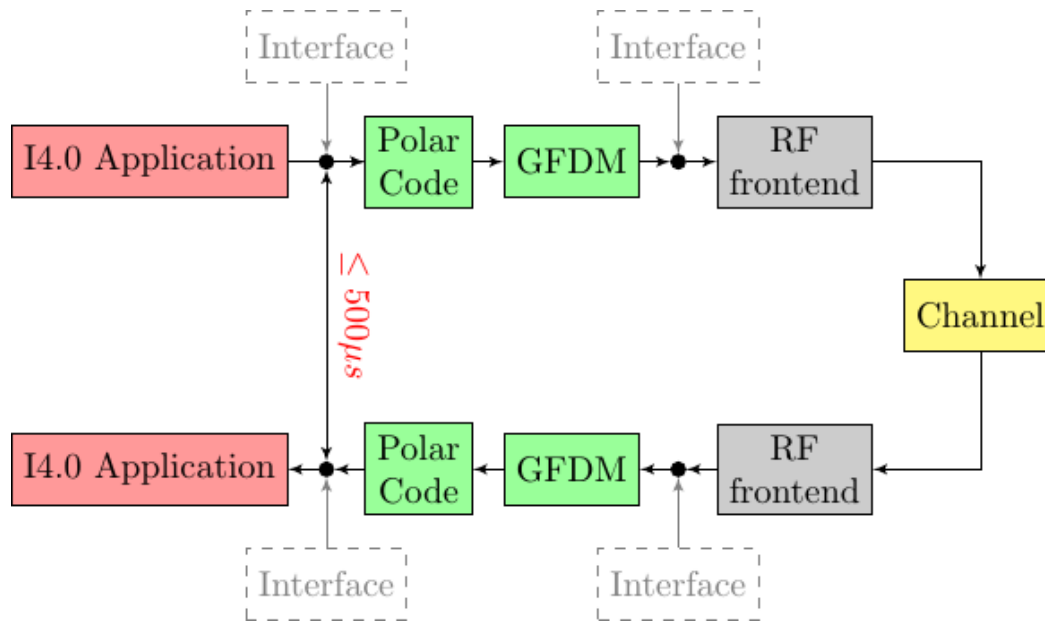 Interface
Interface
I4.0 Application
Polar
Code
GFDM
RF
frontend
≤ 500μs
Channel
I4.0 Application
Polar
Code
GFDM
RF
frontend
Interface
Interface